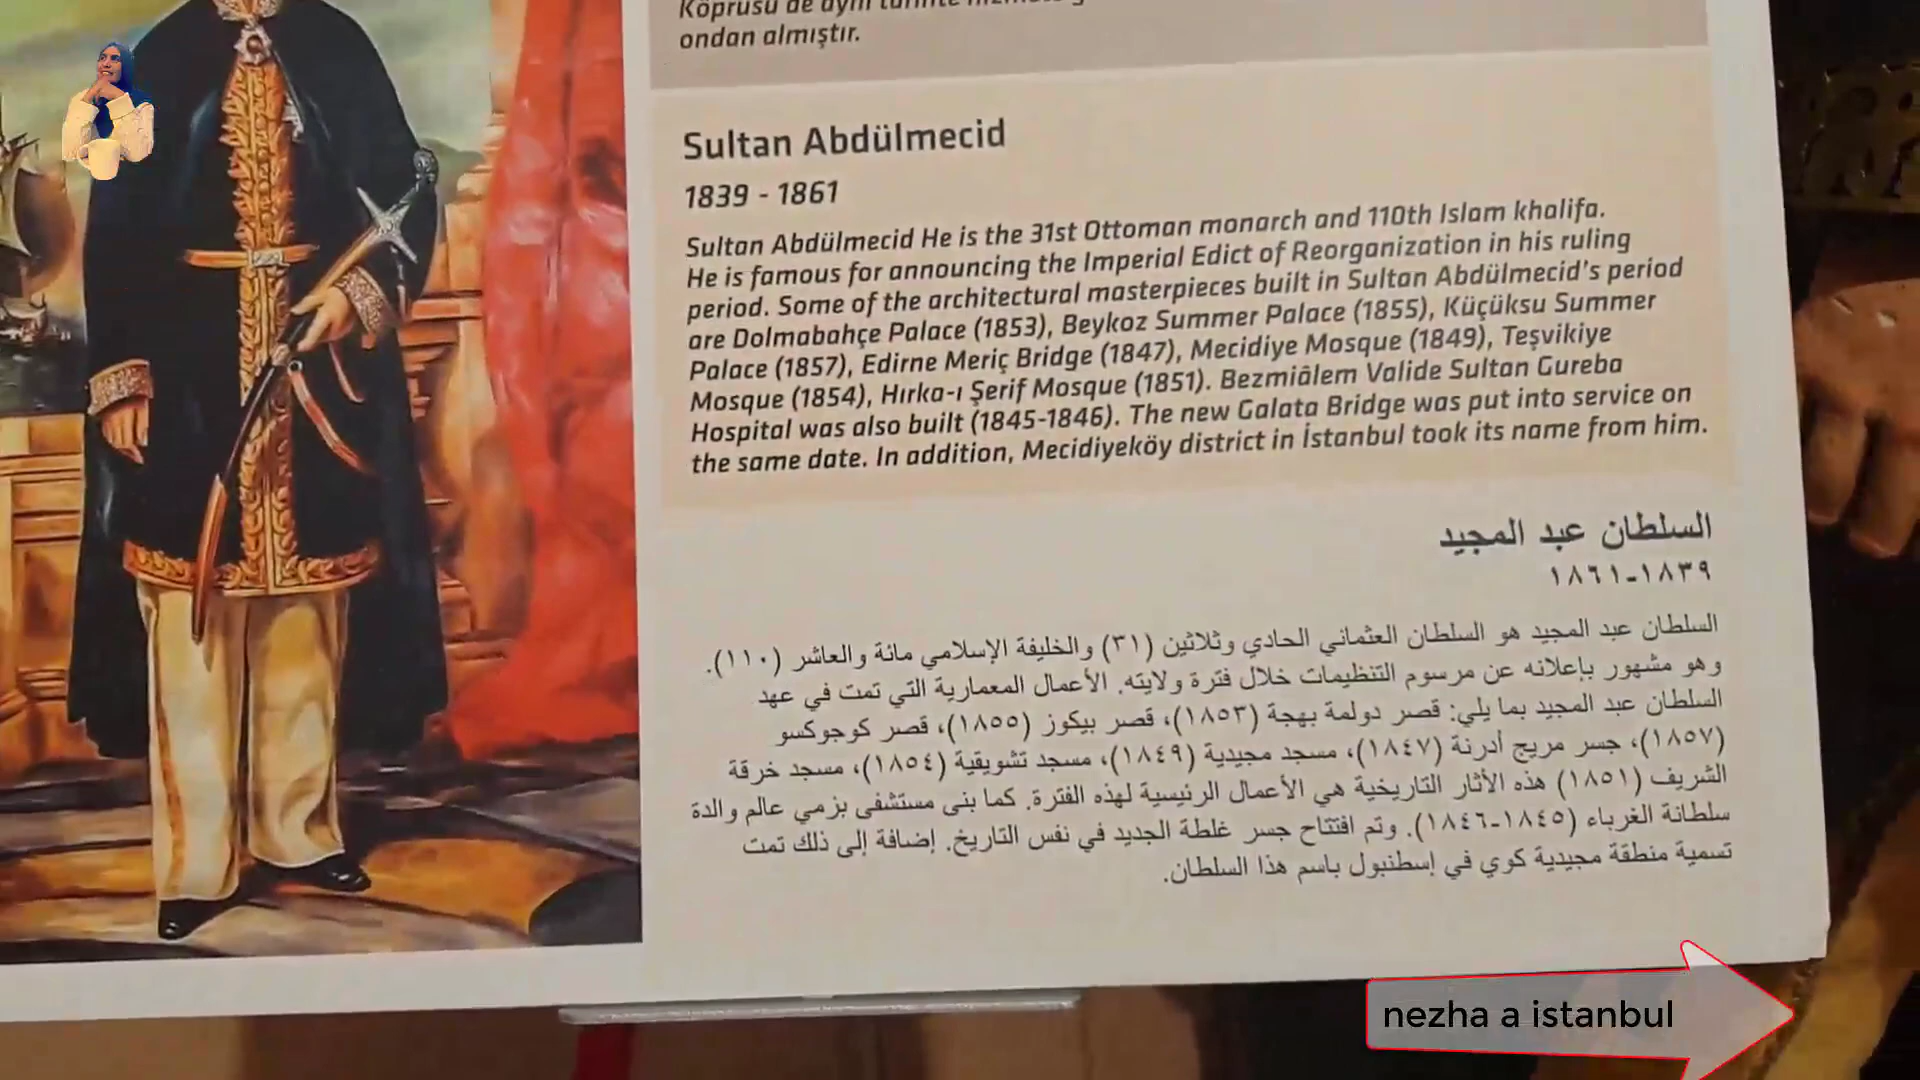 Köprüsü de aynı tarihte
ondan almıştır.
Sultan Abdülmecid
1839 - 1861
Sultan Abdülmecid He is the 31st Ottoman monarch and 110th Islam khalifa.
He is famous for announcing the Imperial Edict of Reorganization in his ruling
period. Some of the architectural masterpieces built in Sultan Abdülmecid's period
are Dolmabahçe Palace (1853), Beykoz Summer Palace (1855), Küçüksu Summer
Palace (1857), Edirne Meriç Bridge (1847), Mecidiye Mosque (1849), Teşvikiye
Mosque (1854), Hırka-ı Şerif Mosque (1851). Bezmiâlem Valide Sultan Gureba
Hospital was also built (1845-1846). The new Galata Bridge was put into service on
the same date. In addition, Mecidiyeköy district in İstanbul took its name from him.
السلطان عبد المجيد
١٨٣٩-١٨٦١
السلطان عبد المجيد هو السلطان العثماني الحادي وثلاثين (٣١) والخليفة الإسلامي مائة والعاشر (١١٠).
وهو مشهور بإعلانه عن مرسوم التنظيمات خلال فترة ولايته. الأعمال المعمارية التي تمت في عهد
السلطان عبد المجيد بما يلي: قصر دولمة بهجة (١٨٥٣)، قصر بيكوز (١٨٥٥)، قصر كوجوكسو
(١٨٥٧)، جسر مريج أدرنة (١٨٤٧)، مسجد مجيدية (١٨٤٩)، مسجد تشويقية (١٨٥٤)، مسجد خرقة
الشريف (١٨٥١) هذه الأثار التاريخية هي الأعمال الرئيسية لهذه الفترة. كما بنى مستشفى بزمي عالم والدة
سلطانة الغرباء (١٨٤٥-١٨٤٦). وتم افتتاح جسر غلطة الجديد في نفس التاريخ. إضافة إلى ذلك تمت
تسمية منطقة مجيدية كوي في إسطنبول باسم هذا السلطان.
nezha a istanbul